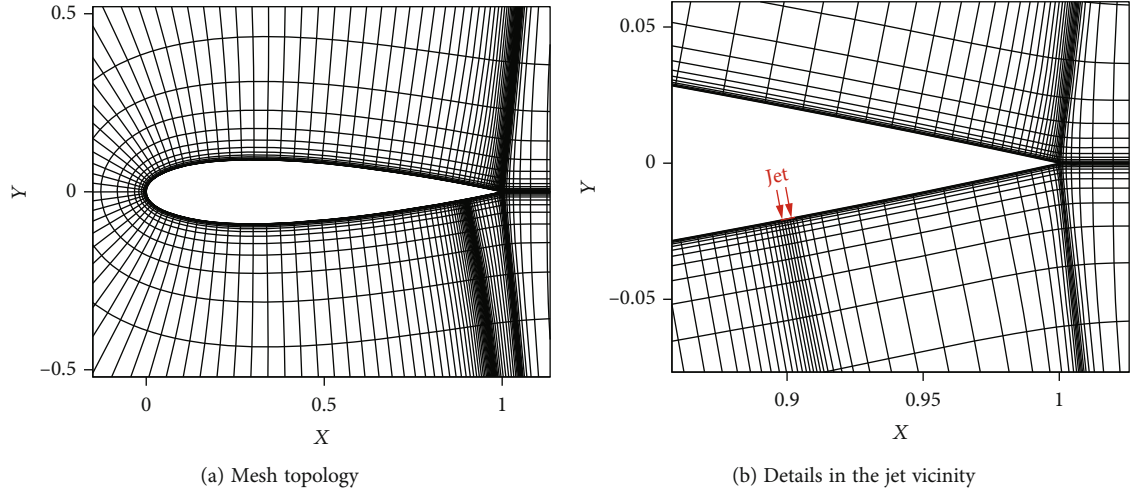 0.5
0
–0.5
Y
0
0.5
1
X
(a) Mesh topology
0.05
0
–0.05
Y
Jet
0.9
0.95
1
X
(b) Details in the jet vicinity